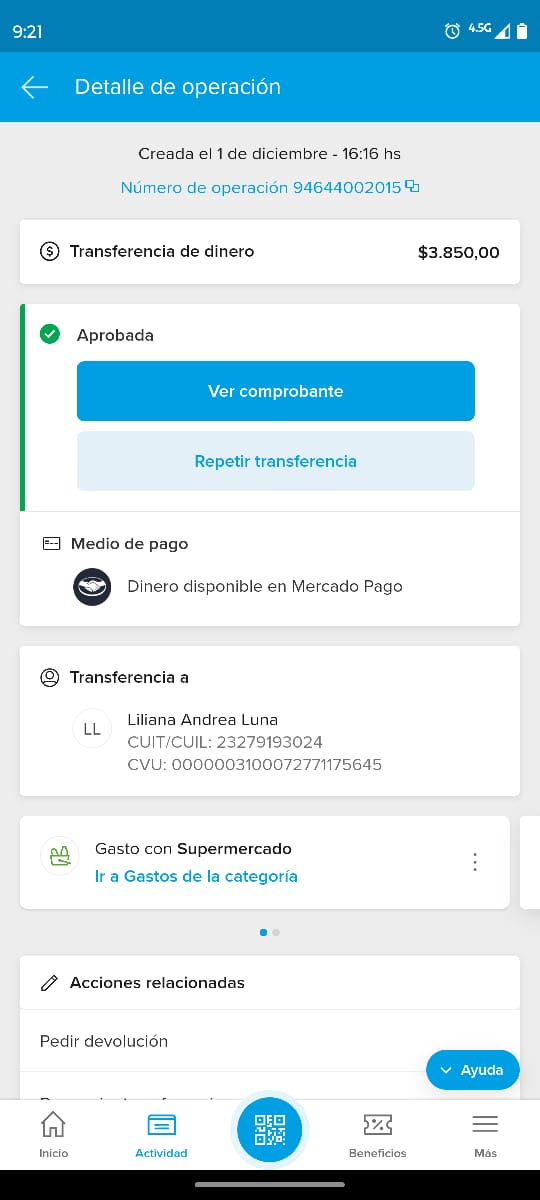 9:21
4.5G
Detalle de operación
Creada el 1 de diciembre - 16:16 hs
Número de operación 94644002015
Transferencia de dinero $3.850,00
Aprobada
Ver comprobante
Repetir transferencia
Medio de pago
Dinero disponible en Mercado Pago
Transferencia a
LL
Liliana Andrea Luna
CUIT/CUIL: 23279193024
CVU: 0000003100072771175645
Gasto con Supermercado
Ir a Gastos de la categoría
Acciones relacionadas
Pedir devolución
Ayuda
Inicio
Actividad
Beneficios
Más